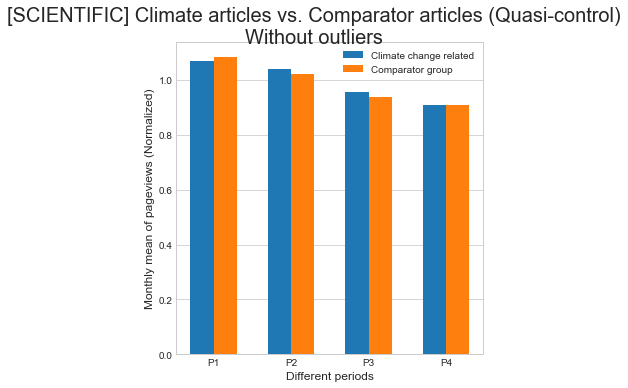 [SCIENTIFIC] Climate articles vs. Comparator articles (Quasi-control)
Without outliers
Climate change related
Comparator group
1.0
0.8
0.6
0.4
0.2
0.0
Monthly mean of pageviews (Normalized)
P1 P2 P3 P4
Different periods